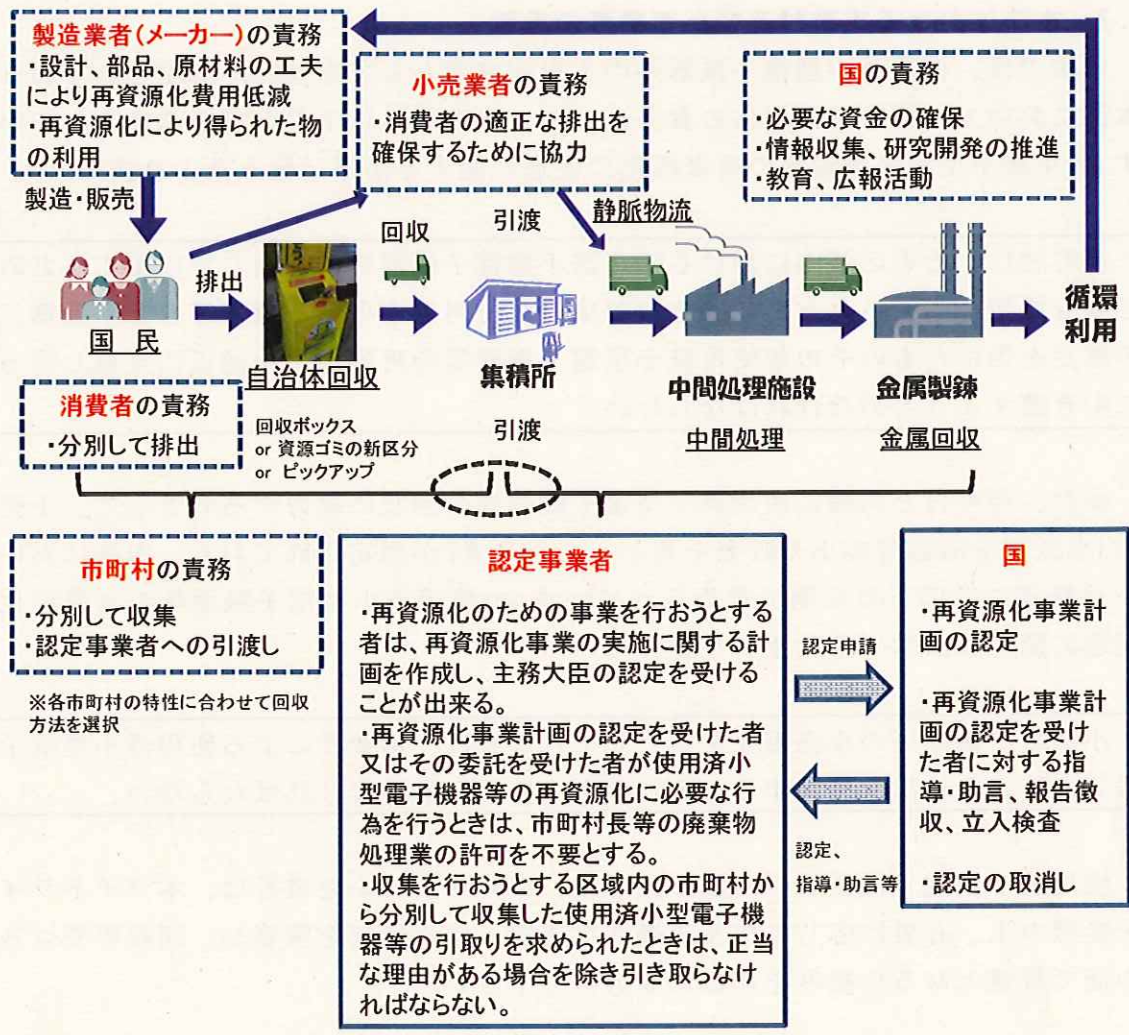 製造業者(メーカー)の責務
・設計、部品、原材料の工夫
により再資源化費用低減
・再資源化により得られた物
の利用
小売業者の責務
・消費者の適正な排出を
確保するために協力
国の責務
・必要な資金の確保
・情報収集、研究開発の推進
・教育、広報活動
製造・販売
回収
引渡
静脈物流
排出
国 民
自治体回収
集積所
中間処理施設
金属製錬
循環
利用
中間処理
金属回収
消費者の責務
・分別して排出
回収ボックス
or 資源ゴミの新区分
or ピックアップ
引渡
市町村の責務
・分別して収集
・認定事業者への引渡し
※各市町村の特性に合わせて回収
方法を選択
認定事業者
・再資源化のための事業を行おうとする
者は、再資源化事業の実施に関する計
画を作成し、主務大臣の認定を受けるこ
とが出来る。
・再資源化事業計画の認定を受けた者
又はその委託を受けた者が使用済小
型電子機器等の再資源化に必要な行
為を行うときは、市町村長等の廃棄物
処理業の許可を不要とする。
・収集を行おうとする区域内の市町村か
ら分別して収集した使用済小型電子機
器等の引取りを求められたときは、正当
な理由がある場合を除き引き取らなけ
ればならない。
認定申請
認定、
指導・助言等
国
・再資源化事業計
画の認定
・再資源化事業計
画の認定を受け
た者に対する指
導・助言、報告徴
収、立入検査
・認定の取消し